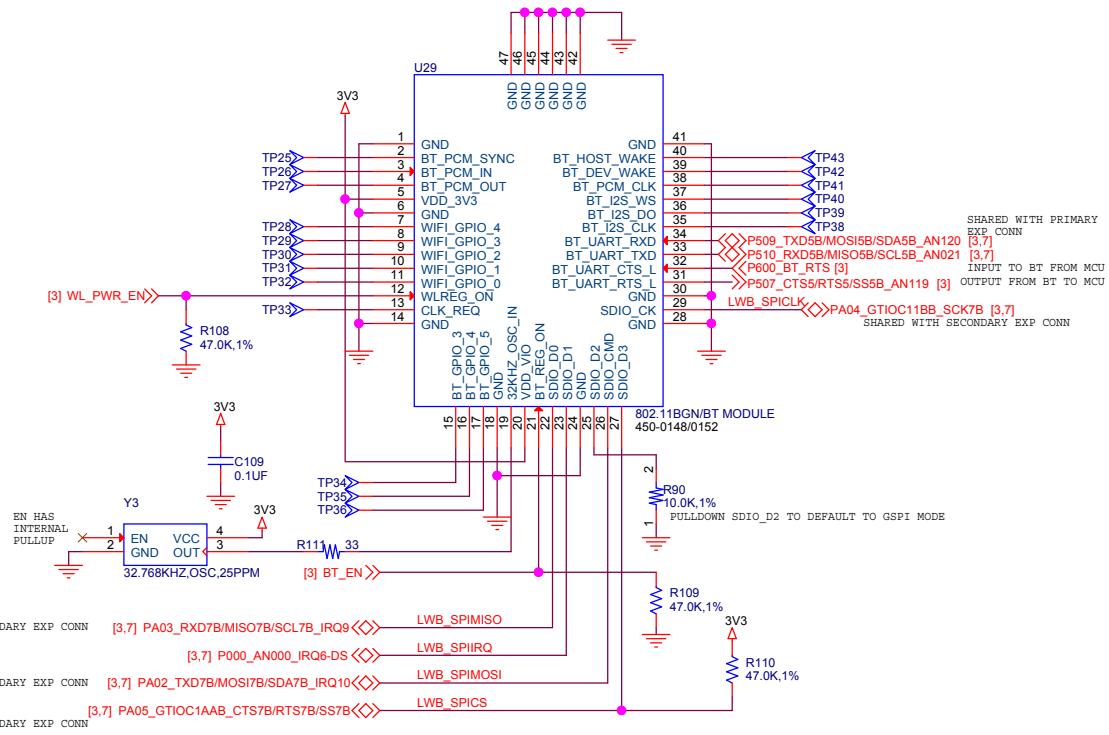 47
46
45
44
43
42
U29
GND
GND
GND
GND
GND
GND
3V3
1
GND
2
BT_PCM_SYNC
TP25
3
BT_PCM_IN
TP26
4
BT_PCM_OUT
TP27
5
VDD_3V3
6
GND
7
WIFI_GPIO_4
TP28
8
WIFI_GPIO_3
TP29
9
WIFI_GPIO_2
TP30
10
WIFI_GPIO_1
TP31
11
WIFI_GPIO_0
TP32
12
WLREG_ON
[3] WL_PWR_EN
13
CLK_REQ
TP33
14
GND
R108
47.0K,1%
GND
41
BT_HOST_WAKE
40
TP43
BT_DEV_WAKE
39
TP42
BT_PCM_CLK
38
TP41
BT_I2S_WS
37
TP40
BT_I2S_DO
36
TP39
BT_I2S_CLK
35
TP38
SHARED WITH PRIMARY
EXP CONN
BT_UART_RXD
34
P509_TXD5B/MOSI5B/SDA5B_AN120 [3,7]
BT_UART_TXD
33
P510_RXD5B/MISO5B/SCL5B_AN021 [3,7]
BT_UART_CTS_L
32
P600_BT_RTS [3]
INPUT TO BT FROM MCU
BT_UART_RTS_L
31
P507_CTS5/RTS5/SS5B_AN119 [3]
OUTPUT FROM BT TO MCU
GND
30
SDIO_CK
29
LWB_SPICLK
PA04_GTIOC11BB_SCK7B [3,7]
GND
28
SHARED WITH SECONDARY EXP CONN
BT_GPIO_3
BT_GPIO_4
BT_GPIO_5
GND
32KHZ_OSC_IN
VDD_VIO
BT_REG_ON
SDIO_D0
SDIO_D1
GND
SDIO_D2
SDIO_CMD
SDIO_D3
15
16
17
18
19
20
21
22
23
24
25
26
27
802.11BGN/BT MODULE
450-0148/0152
3V3
C109
0.1UF
TP34
TP35
TP36
2
R90
10.0K,1%
1
PULLDOWN SDIO_D2 TO DEFAULT TO GSPI MODE
Y3
3V3
EN HAS
INTERNAL
PULLUP
1
EN
VCC
4
2
GND
OUT
3
32.768KHZ,OSC,25PPM
R111
33
[3] BT_EN
R109
47.0K,1%
DARY EXP CONN
[3,7] PA03_RXD7B/MISO7B/SCL7B_IRQ9
LWB_SPIMISO
3V3
[3,7] P000_AN000_IRQ6-DS
LWB_SPIIRQ
R110
47.0K,1%
DARY EXP CONN
[3,7] PA02_TXD7B/MOSI7B/SDA7B_IRQ10
LWB_SPIMOSI
[3,7] PA05_GTIOC1AAB_CTS7B/RTS7B/SS7B
LWB_SPICS
DARY EXP CONN